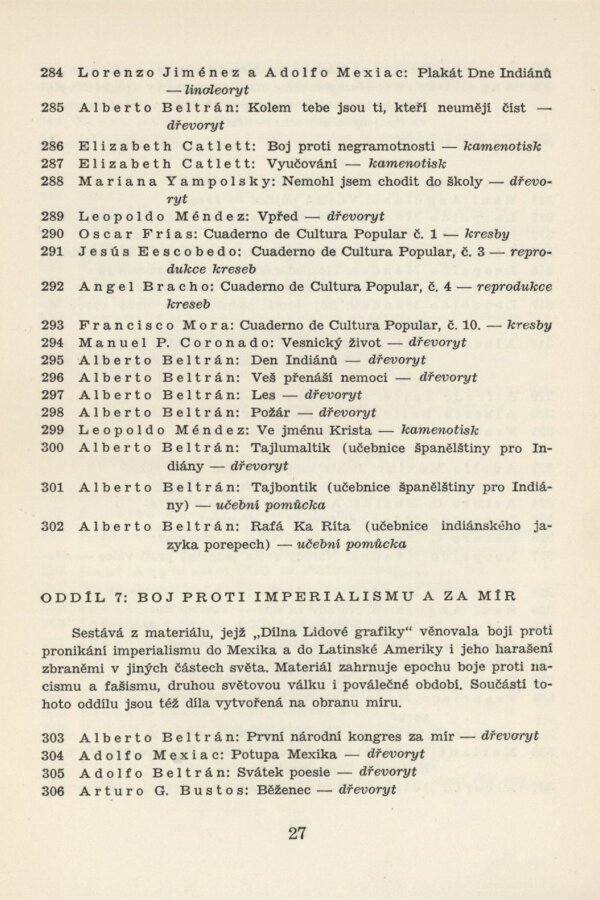 284 Lorenzo Jiménez a Adolfo Mexiac: Plakát Dne Indiánů
— linoleoryt
285 Alberto Beltrán: Kolem tebe jsou ti, kteří neumějí číst —
dřevoryt
286 Elizabeth Catlett: Boj proti negramotnosti — kamenotisk
287 Elizabeth Catlett: Vyučování — kamenotisk
288 Mariana Yampolsky: Nemohl jsem chodit do školy — dřevo-
ryt
289 Leopoldo Méndez: Vpřed — dřevoryt
290 Oscar Frías: Cuaderno de Cultura Popular č. 1 — kresby
291 Jesús Eescobedo: Cuaderno de Cultura Popular, č. 3 — repro-
dukce kreseb
292 Angel Bracho: Cuaderno de Cultura Popular, č. 4 — reprodukce
kreseb
293 Francisco Mora: Cuaderno de Cultura Popular, č. 10. — kresby
294 Manuel P. Coronado: Vesnický život — dřevoryt
295 Alberto Beltrán: Den Indiánů — dřevoryt
296 Alberto Beltrán: Veš přenáší nemoci — dřevoryt
297 Alberto Beltrán: Les — dřevoryt
298 Alberto Beltrán: Požár — dřevoryt
299 Leopoldo Méndez: Ve jménu Krista — kamenotisk
300 Alberto Beltrán: Tajlumaltik (učebnice španělštiny pro In-
diány — dřevoryt
301 Alberto Beltrán: Tajbontik (učebnice španělštiny pro Indiá-
ny) — učební pomůcka
302 Alberto Beltrán: Rafá Ka Ríta (učebnice indiánského ja-
zyka porepech) — učební pomůcka
ODDÍL 7: BOJ PROTI IMPERIALISMU A ZA MÍR
Sestává z materiálu, jejž „Dílna Lidové grafiky“ věnovala boji proti
pronikání imperialismu do Mexika a do Latinské Ameriky i jeho harašení
zbraněmi v jiných částech světa. Materiál zahrnuje epochu boje proti na-
cismu a fašismu, druhou světovou válku i poválečné období. Součástí to-
hoto oddílu jsou též díla vytvořená na obranu míru.
303 Alberto Beltrán: První národní kongres za mír — dřevoryt
304 Adolfo Mexiac: Potupa Mexika — dřevoryt
305 Adolfo Beltrán: Svátek poesie — dřevoryt
306 Arturo G. Bustos: Běženec — dřevoryt
27